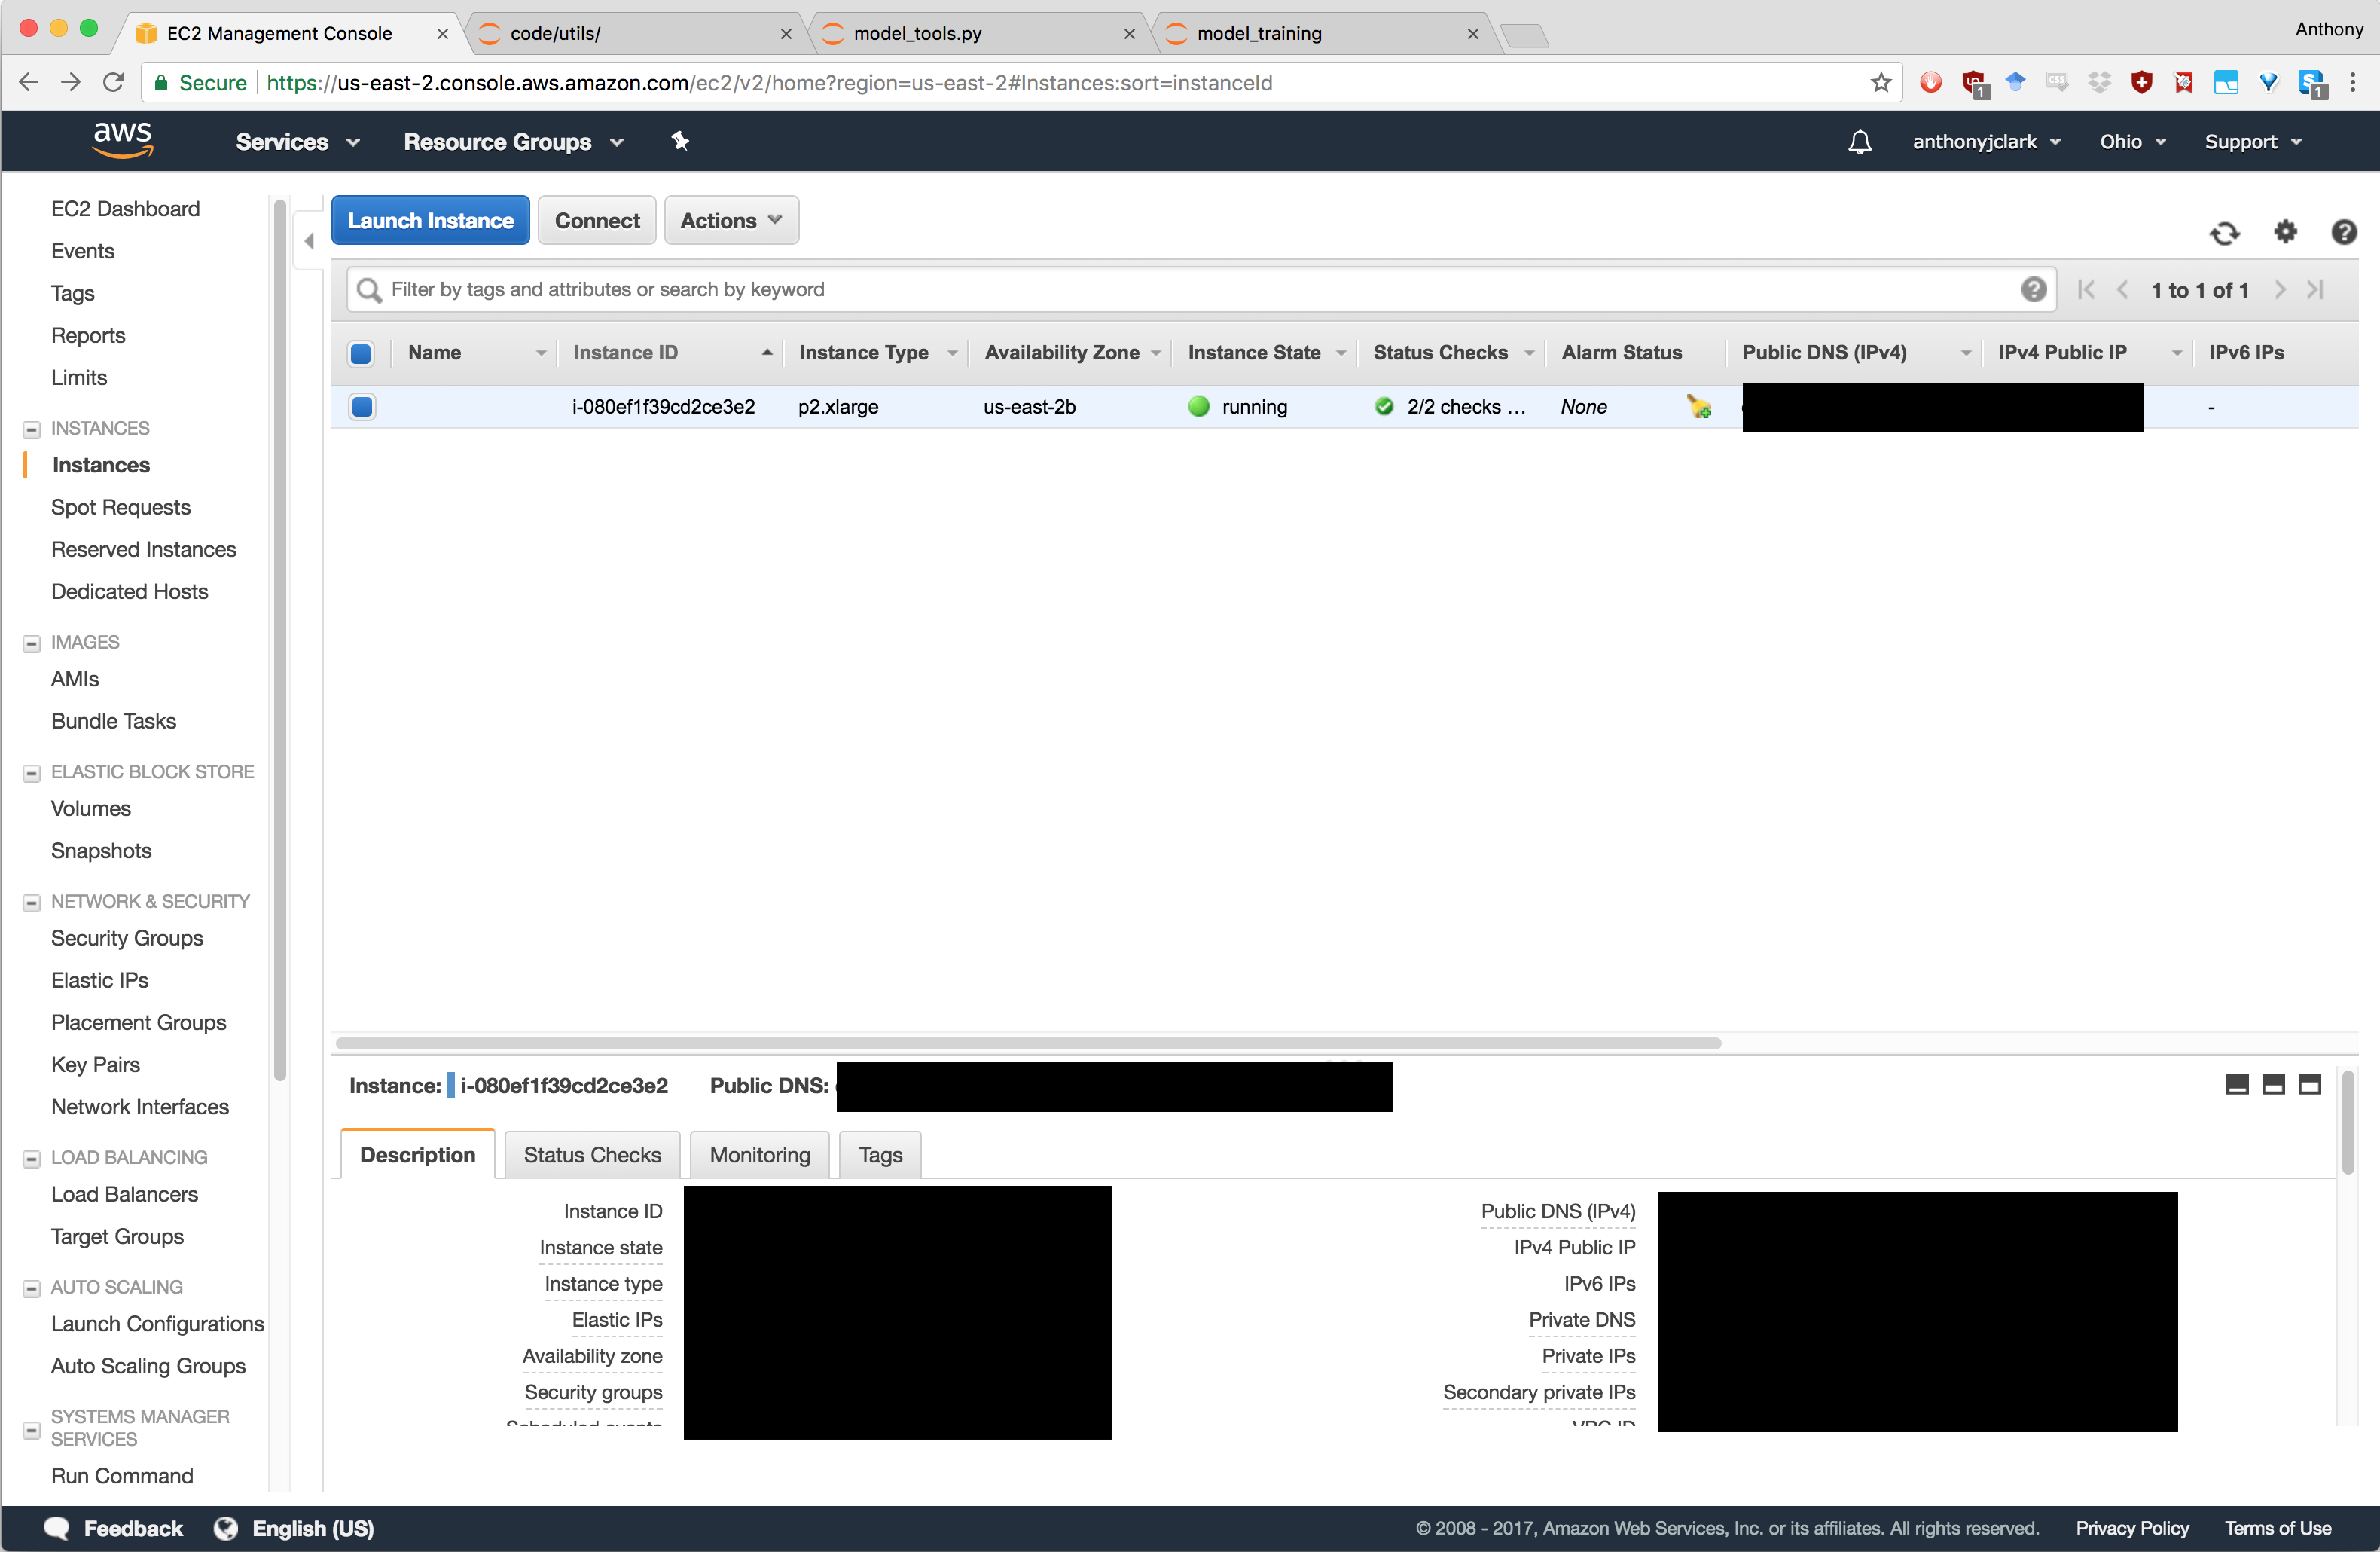 EC2 Management Console
code/utils/
model_tools.py
model_training
Anthony
Secure https://us-east-2.console.aws.amazon.com/ec2/v2/home?region=us-east-2#Instances:sort=instanceId
1
CSS
1
aws Services Resource Groups anthonyjclark Ohio Support
EC2 Dashboard
Events
Tags
Reports
Limits
INSTANCES
Instances
Spot Requests
Reserved Instances
Dedicated Hosts
IMAGES
AMIs
Bundle Tasks
ELASTIC BLOCK STORE
Volumes
Snapshots
NETWORK & SECURITY
Security Groups
Elastic IPs
Placement Groups
Key Pairs
Network Interfaces
LOAD BALANCING
Load Balancers
Target Groups
AUTO SCALING
Launch Configurations
Auto Scaling Groups
SYSTEMS MANAGER
SERVICES
Run Command
Launch Instance Connect Actions
Filter by tags and attributes or search by keyword
1 to 1 of 1
Name Instance ID Instance Type Availability Zone Instance State Status Checks Alarm Status Public DNS (IPv4) IPv4 Public IP IPv6 IPs
i-080ef1f39cd2ce3e2 p2.xlarge us-east-2b running 2/2 checks ... None -
Instance: i-080ef1f39cd2ce3e2 Public DNS:
Description Status Checks Monitoring Tags
Instance ID
Instance state
Instance type
Elastic IPs
Availability zone
Security groups
Scheduled events
Public DNS (IPv4)
IPv4 Public IP
IPv6 IPs
Private DNS
Private IPs
Secondary private IPs
VPC ID
Feedback English (US)
© 2008 - 2017, Amazon Web Services, Inc. or its affiliates. All rights reserved. Privacy Policy Terms of Use